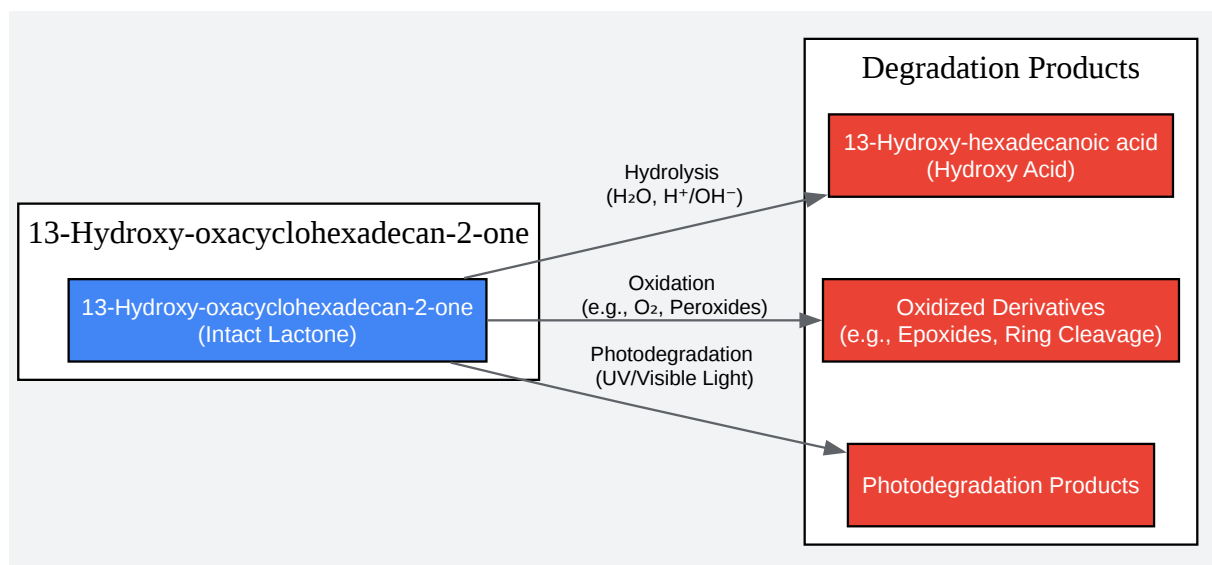 13-Hydroxy-oxacyclohexadecan-2-one
13-Hydroxy-oxacyclohexadecan-2-one
(Intact Lactone)
Hydrolysis
(H₂O, H⁺/OH⁻)
Oxidation
(e.g., O₂, Peroxides)
Photodegradation
(UV/Visible Light)
Degradation Products
13-Hydroxy-hexadecanoic acid
(Hydroxy Acid)
Oxidized Derivatives
(e.g., Epoxides, Ring Cleavage)
Photodegradation Products